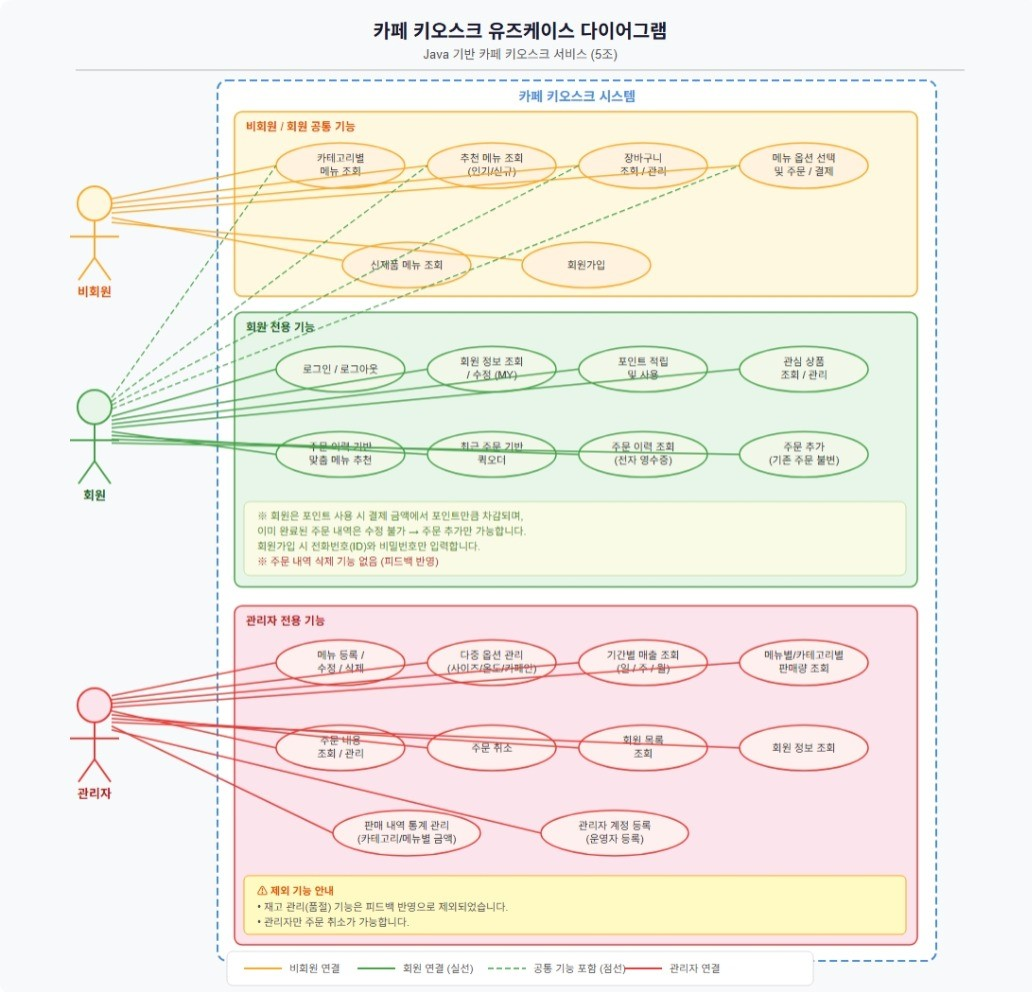 카페 키오스크 유즈케이스 다이어그램
Java 기반 카페 키오스크 서비스 (5조)
카페 키오스크 시스템
비회원 / 회원 공통 기능
카테고리별
메뉴 조회
추천 메뉴 조회
(인기/신규)
장바구니
조회 / 관리
메뉴 옵션 선택
및 주문 / 결제
신제품 메뉴 조회
회원가입
비회원
회원 전용 기능
로그인 / 로그아웃
회원 정보 조회
/ 수정 (MY)
포인트 적립
및 사용
관심 상품
조회 / 관리
주문 이력 기반
맞춤 메뉴 추천
최근 주문 기반
퀵오더
주문 이력 조회
(전자 영수증)
주문 추가
(기존 주문 불변)
회원
※ 회원은 포인트 사용 시 결제 금액에서 포인트만큼 차감되며,
이미 완료된 주문 내역은 수정 불가 → 주문 추가만 가능합니다.
회원가입 시 전화번호(ID)와 비밀번호만 입력합니다.
※ 주문 내역 삭제 기능 없음 (피드백 반영)
관리자 전용 기능
메뉴 등록 /
수정 / 삭제
다중 옵션 관리
(사이즈/온도/카페인)
기간별 매출 조회
(일 / 주 / 월)
메뉴별/카테고리별
판매량 조회
주문 내용
조회 / 관리
주문 취소
회원 목록
조회
회원 정보 조회
관리자
판매 내역 통계 관리
(카테고리/메뉴별 금액)
관리자 계정 등록
(운영자 등록)
⚠ 제외 기능 안내
• 재고 관리(품절) 기능은 피드백 반영으로 제외되었습니다.
• 관리자만 주문 취소가 가능합니다.
비회원 연결
회원 연결 (실선)
공통 기능 포함 (점선)
관리자 연결